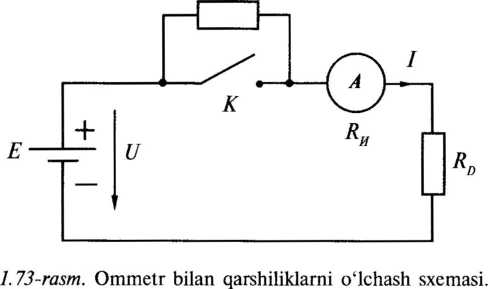 K
A
I
R_И
E
+
−
U
R_D
1.73-rasm. Ommetr bilan qarshiliklarni o‘lchash sxemasi.